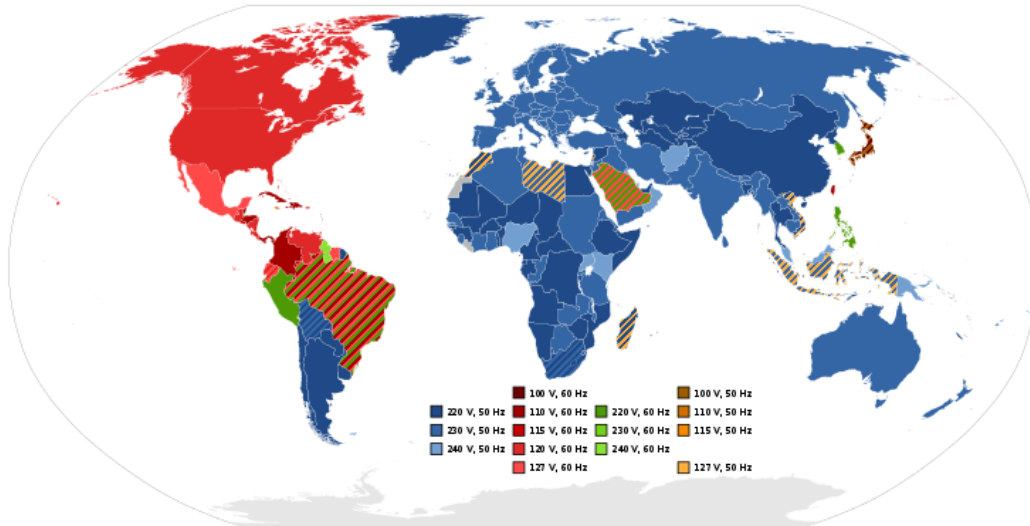 100 V, 60 Hz 100 V, 50 Hz
220 V, 50 Hz 110 V, 60 Hz 220 V, 60 Hz 110 V, 50 Hz
230 V, 50 Hz 115 V, 60 Hz 230 V, 60 Hz 115 V, 50 Hz
240 V, 50 Hz 120 V, 60 Hz 240 V, 60 Hz
127 V, 60 Hz 127 V, 50 Hz